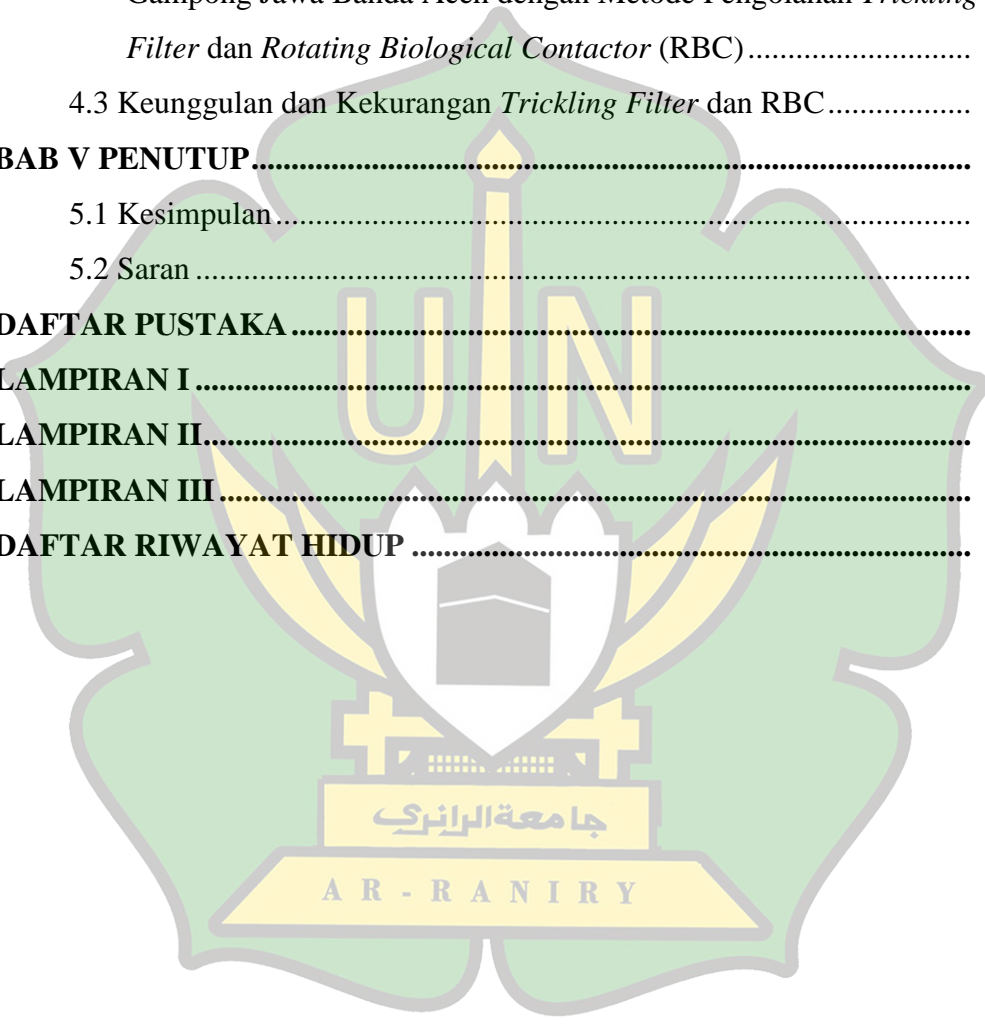 Gampong Jawa Banda Aceh dengan Metode Pengolahan Trickling
Filter dan Rotating Biological Contactor (RBC)............................
4.3 Keunggulan dan Kekurangan Trickling Filter dan RBC..................
BAB V PENUTUP...........................................................................................
5.1 Kesimpulan.......................................................................................
5.2 Saran.................................................................................................
DAFTAR PUSTAKA.......................................................................................
LAMPIRAN I..................................................................................................
LAMPIRAN II.................................................................................................
LAMPIRAN III...............................................................................................
DAFTAR RIWAYAT HIDUP.......................................................................
UIN
جامعة الرانري
AR-RANIRY